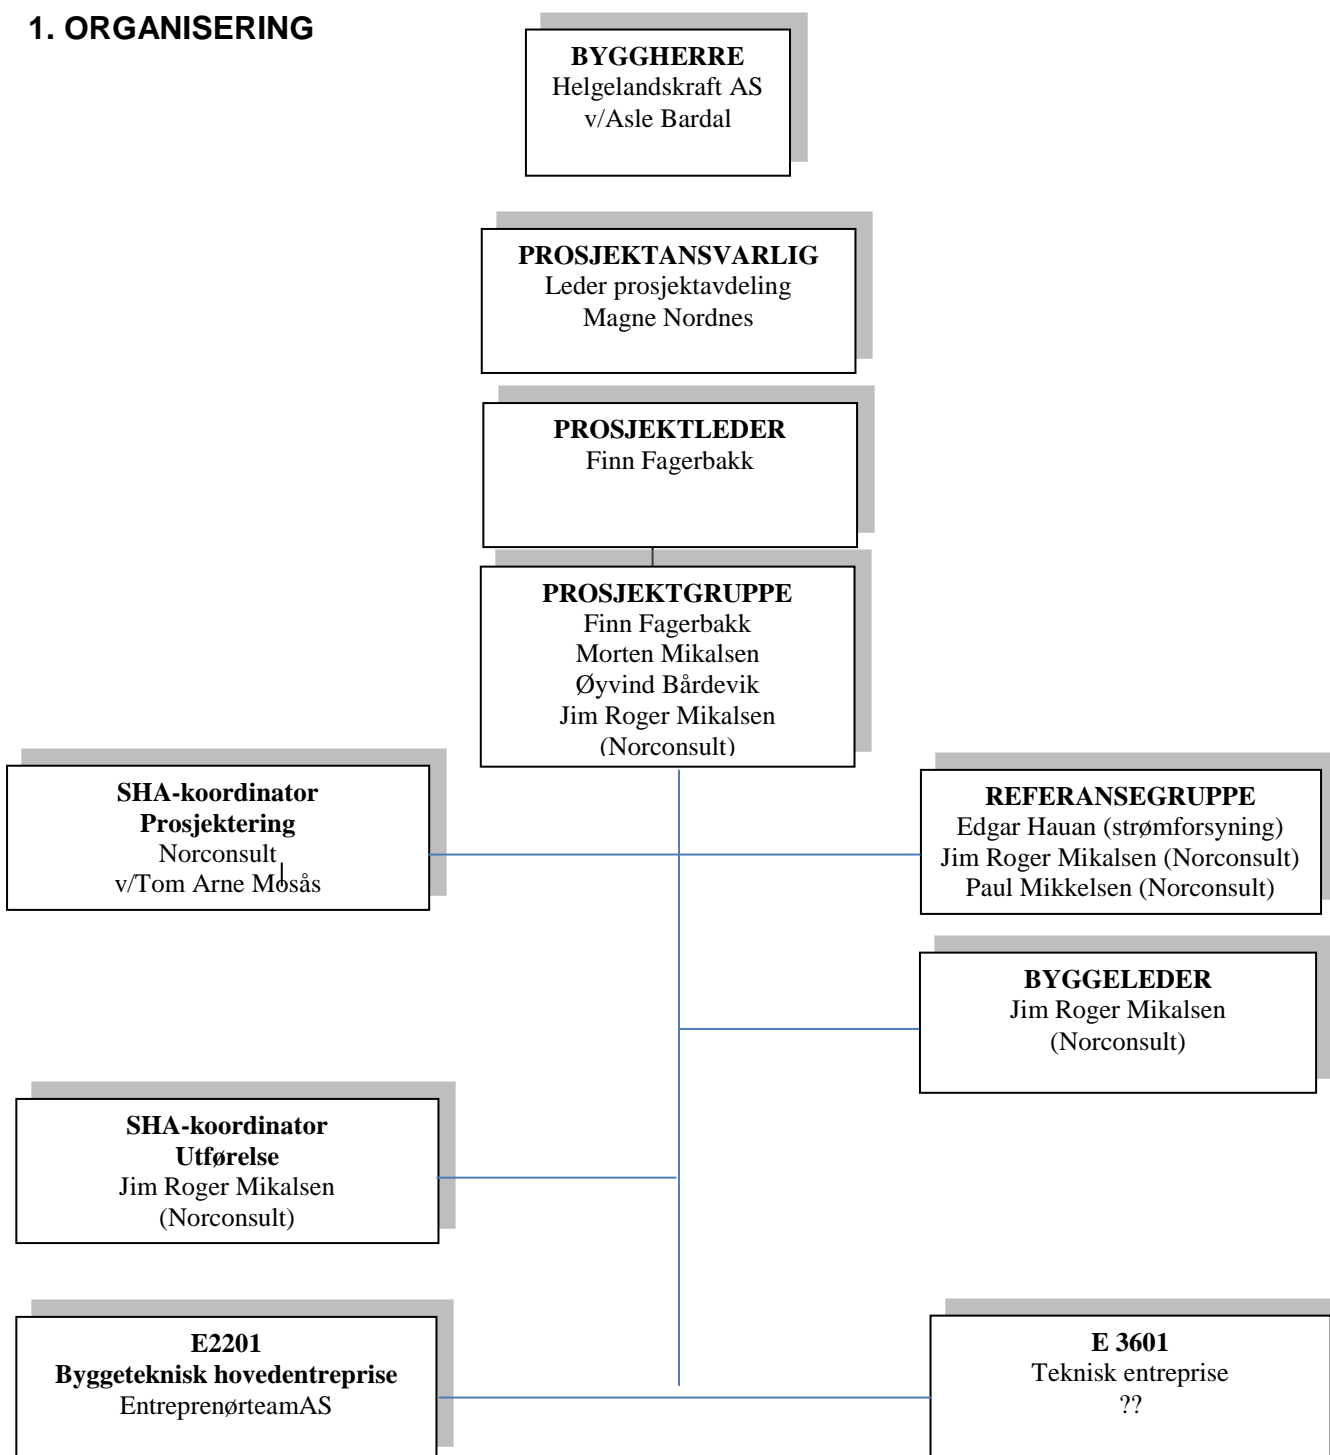 1. ORGANISERING
BYGGHERRE
Helgelandskraft AS
v/Asle Bardal
PROSJEKTANSVARLIG
Leder prosjektavdeling
Magne Nordnes
PROSJEKTLEDER
Finn Fagerbakk
PROSJEKTGRUPPE
Finn Fagerbakk
Morten Mikalsen
Øyvind Bårdevik
Jim Roger Mikalsen
(Norconsult)
SHA-koordinator
Prosjektering
Norconsult
v/Tom Arne Mosås
REFERANSEGRUPPE
Edgar Hauan (strømforsyning)
Jim Roger Mikalsen (Norconsult)
Paul Mikkelsen (Norconsult)
BYGGELEDER
Jim Roger Mikalsen
(Norconsult)
SHA-koordinator
Utførelse
Jim Roger Mikalsen
(Norconsult)
E2201
Byggeteknisk hovedentreprise
EntreprenørteamAS
E 3601
Teknisk entreprise
??